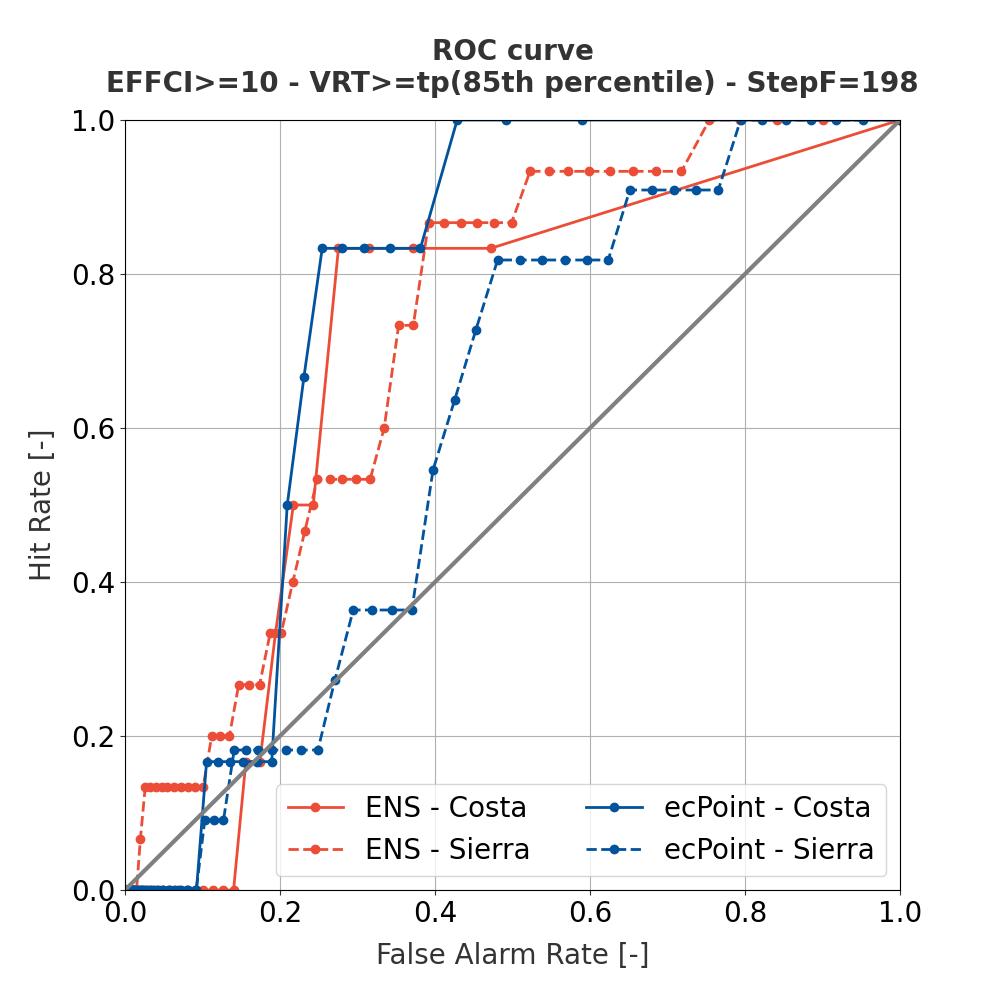 ROC curve
EFFCI>=10 - VRT>=tp(85th percentile) - StepF=198
1.0
0.8
0.6
0.4
0.2
0.0
Hit Rate [-]
ENS - Costa
ENS - Sierra
ecPoint - Costa
ecPoint - Sierra
0.0 0.2 0.4 0.6 0.8 1.0
False Alarm Rate [-]